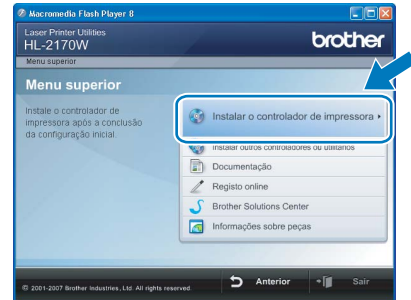 Macromedia Flash Player 8
Laser Printer Utilities
HL-2170W
brother
Menu superior
Menu superior
Instale o controlador de
impressora após a conclusão
da configuração inicial.
Instalar o controlador de impressora
Instalar outros controladores ou utilitários
Documentação
Registo online
Brother Solutions Center
Informações sobre peças
© 2001-2007 Brother Industries, Ltd. All rights reserved
Anterior
Sair